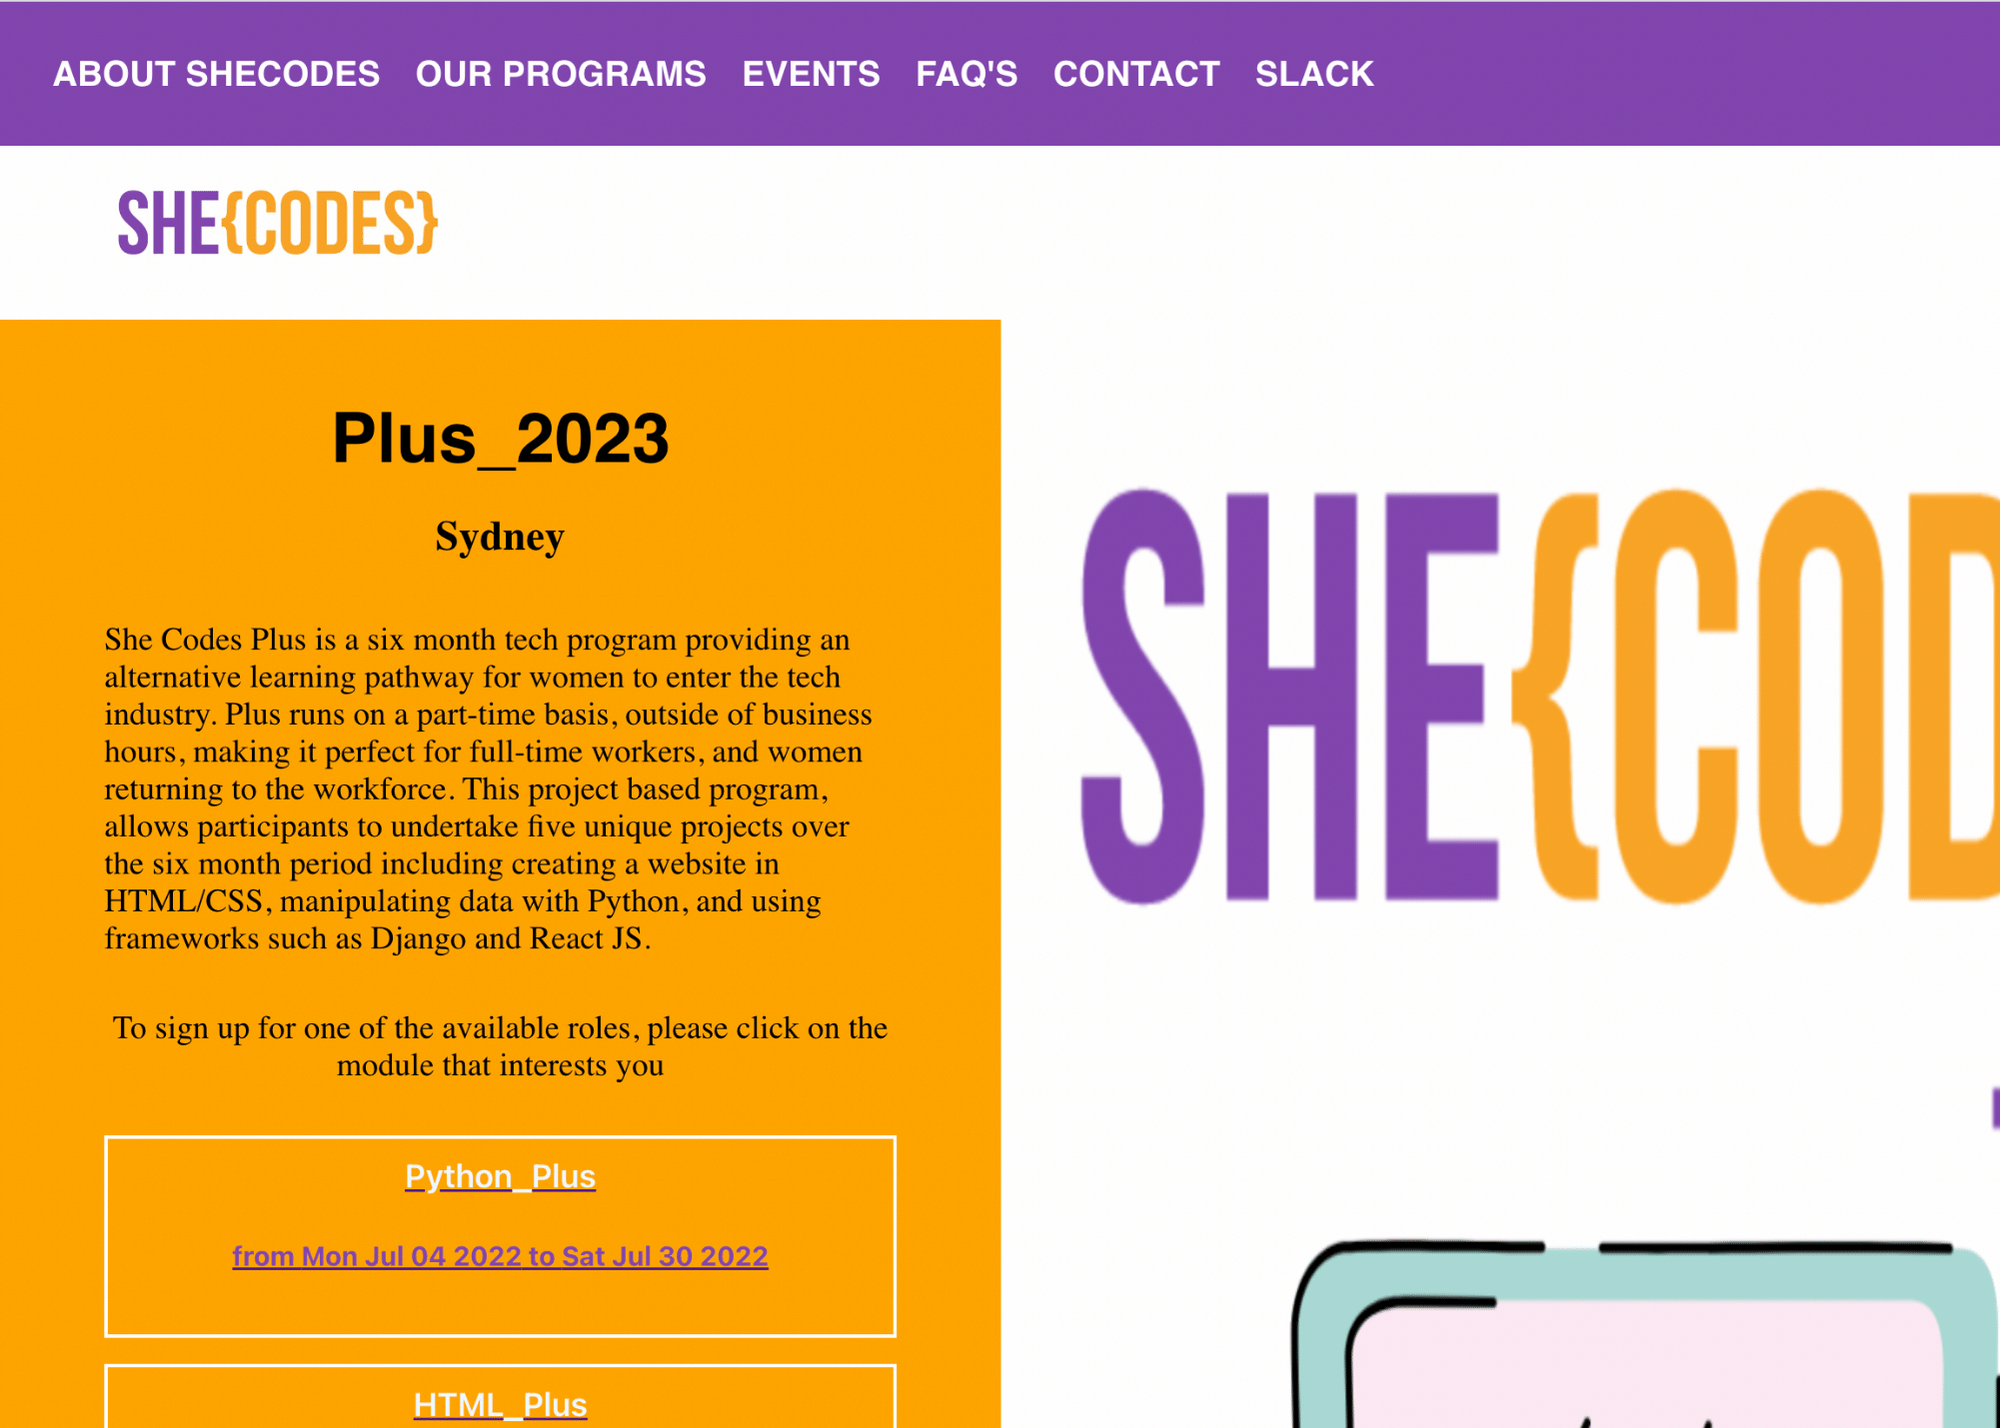 ABOUT SHECODES OUR PROGRAMS EVENTS FAQ'S CONTACT SLACK
SHE{CODES}
Plus_2023
Sydney
She Codes Plus is a six month tech program providing an
alternative learning pathway for women to enter the tech
industry. Plus runs on a part-time basis, outside of business
hours, making it perfect for full-time workers, and women
returning to the workforce. This project based program,
allows participants to undertake five unique projects over
the six month period including creating a website in
HTML/CSS, manipulating data with Python, and using
frameworks such as Django and React JS.
To sign up for one of the available roles, please click on the
module that interests you
Python_Plus
from Mon Jul 04 2022 to Sat Jul 30 2022
HTML_Plus
SHE{COD